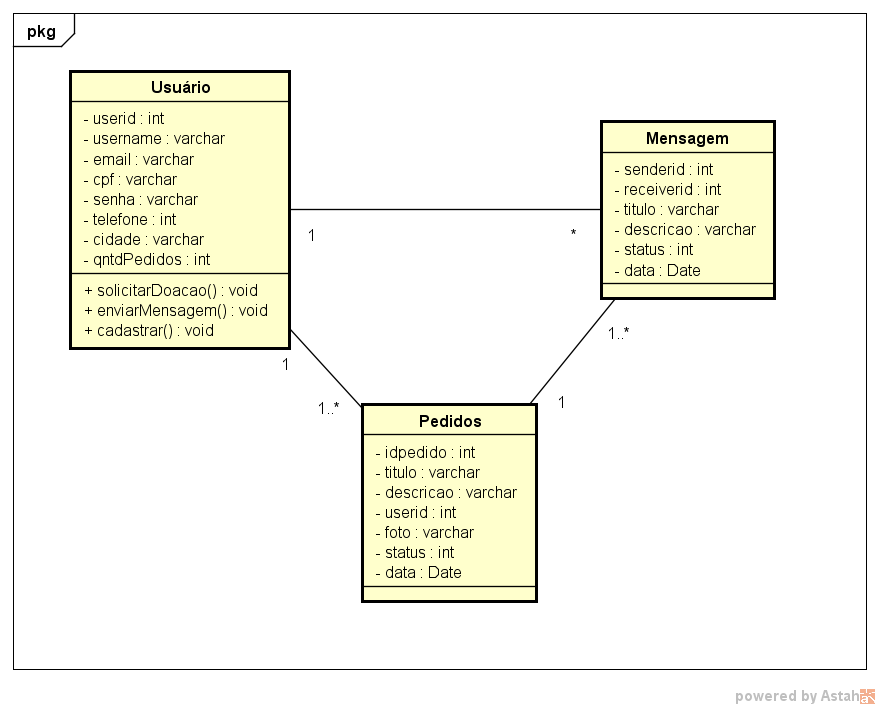 pkg
Usuário
- userid : int
- username : varchar
- email : varchar
- cpf : varchar
- senha : varchar
- telefone : int
- cidade : varchar
- qntdPedidos : int
+ solicitarDoacao() : void
+ enviarMensagem() : void
+ cadastrar() : void
Mensagem
- senderid : int
- receiverid : int
- titulo : varchar
- descricao : varchar
- status : int
- data : Date
1
*
1
1..*
1..*
1
Pedidos
- idpedido : int
- titulo : varchar
- descricao : varchar
- userid : int
- foto : varchar
- status : int
- data : Date
powered by Astah